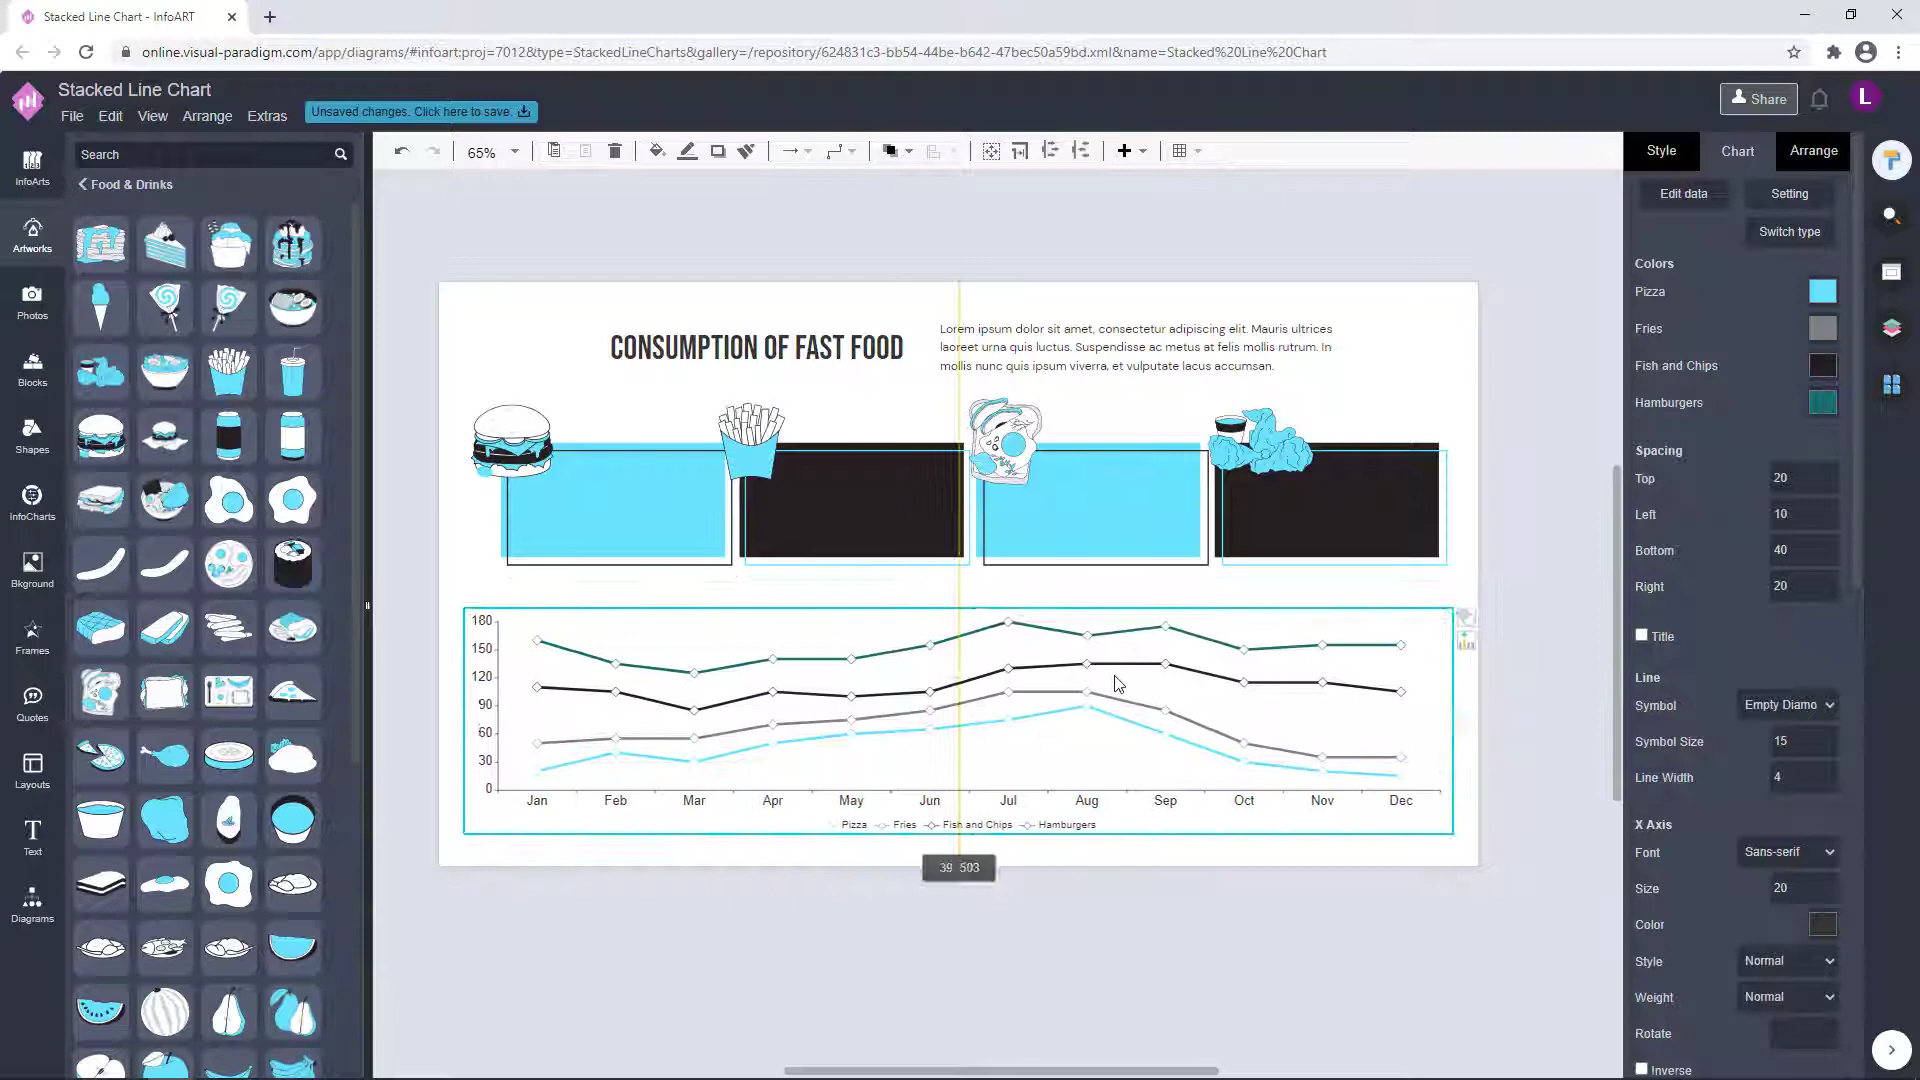 Stacked Line Chart - InfoART
online.visual-paradigm.com/app/diagrams/#infoart:proj=7012&type=StackedLineCharts&gallery=/repository/624831c3-bb54-44be-b642-47bec50a59bd.xml&name=Stacked%20Line%20Chart
Stacked Line Chart
File Edit View Arrange Extras
Unsaved changes. Click here to save.
Share
L
InfoArts
Artworks
Photos
Blocks
Shapes
InfoCharts
Bkground
Frames
Quotes
Layouts
Text
Diagrams
Search
Food & Drinks
65%
CONSUMPTION OF FAST FOOD
Lorem ipsum dolor sit amet, consectetur adipiscing elit. Mauris ultrices
laoreet urna quis luctus. Suspendisse ac metus at felis mollis rutrum. In
mollis nunc quis ipsum viverra, et vulputate lacus accumsan.
180
150
120
90
60
30
0
Jan Feb Mar Apr May Jun Jul Aug Sep Oct Nov Dec
Pizza Fries Fish and Chips Hamburgers
39 503
Style Chart Arrange
Edit data Setting
Switch type
Colors
Pizza
Fries
Fish and Chips
Hamburgers
Spacing
Top 20
Left 10
Bottom 40
Right 20
Title
Line
Symbol Empty Diamo
Symbol Size 15
Line Width 4
X Axis
Font Sans-serif
Size 20
Color
Style Normal
Weight Normal
Rotate
Inverse